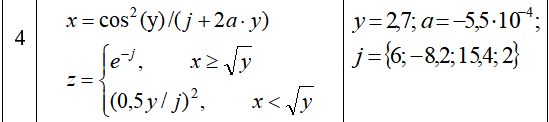 4
x = cos²(y)/(j + 2a · y)
z = { e⁻ʲ, x ≥ √y
(0,5y / j)², x < √y
y = 2,7; a = −5,5·10⁻⁴;
j = {6; −8,2; 15,4; 2}